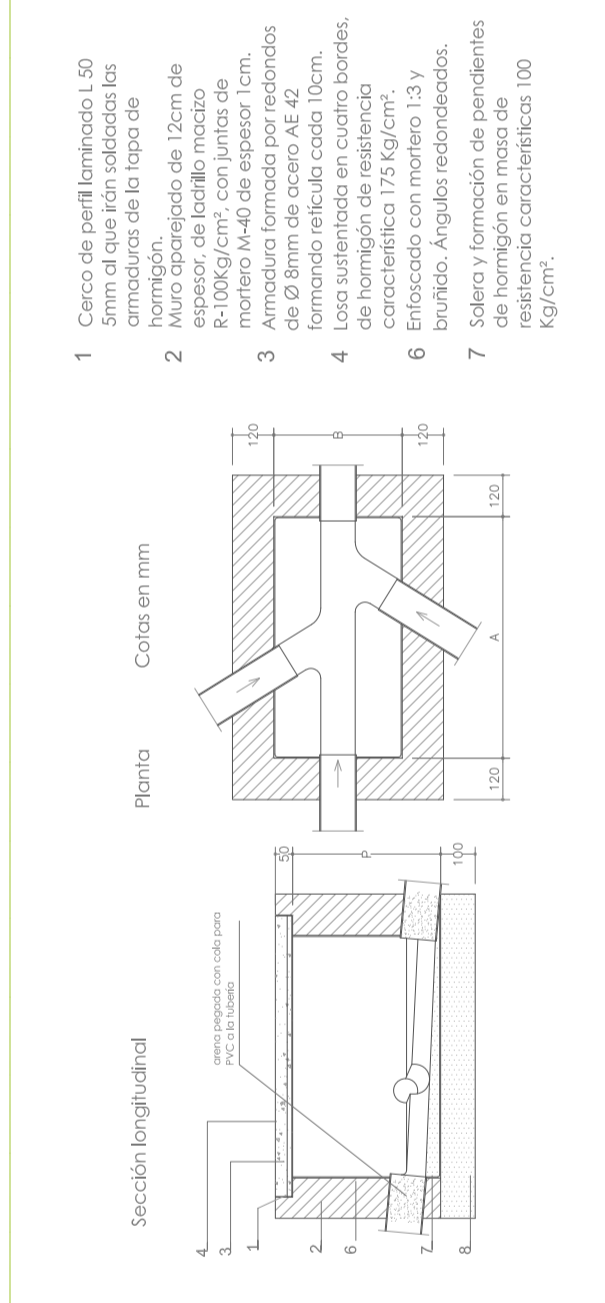 Sección longitudinal
4
3
1
2
6
7
8
arena pegada con cola para
PVC a la tubería
50
P
100
Planta
Cotas en mm
120
B
120
120
A
120
1 Cerco de perfil laminado L 50
5mm al que irán soldadas las
armaduras de la tapa de
hormigón.
2 Muro aparejado de 12cm de
espesor, de ladrillo macizo
R-100Kg/cm², con juntas de
mortero M-40 de espesor 1cm.
3 Armadura formada por redondos
de Ø 8mm de acero AE 42
formando retícula cada 10cm.
4 Losa sustentada en cuatro bordes,
de hormigón de resistencia
característica 175 Kg/cm².
6 Enfoscado con mortero 1:3 y
bruñido. Ángulos redondeados.
7 Solera y formación de pendientes
de hormigón en masa de
resistencia características 100
Kg/cm².